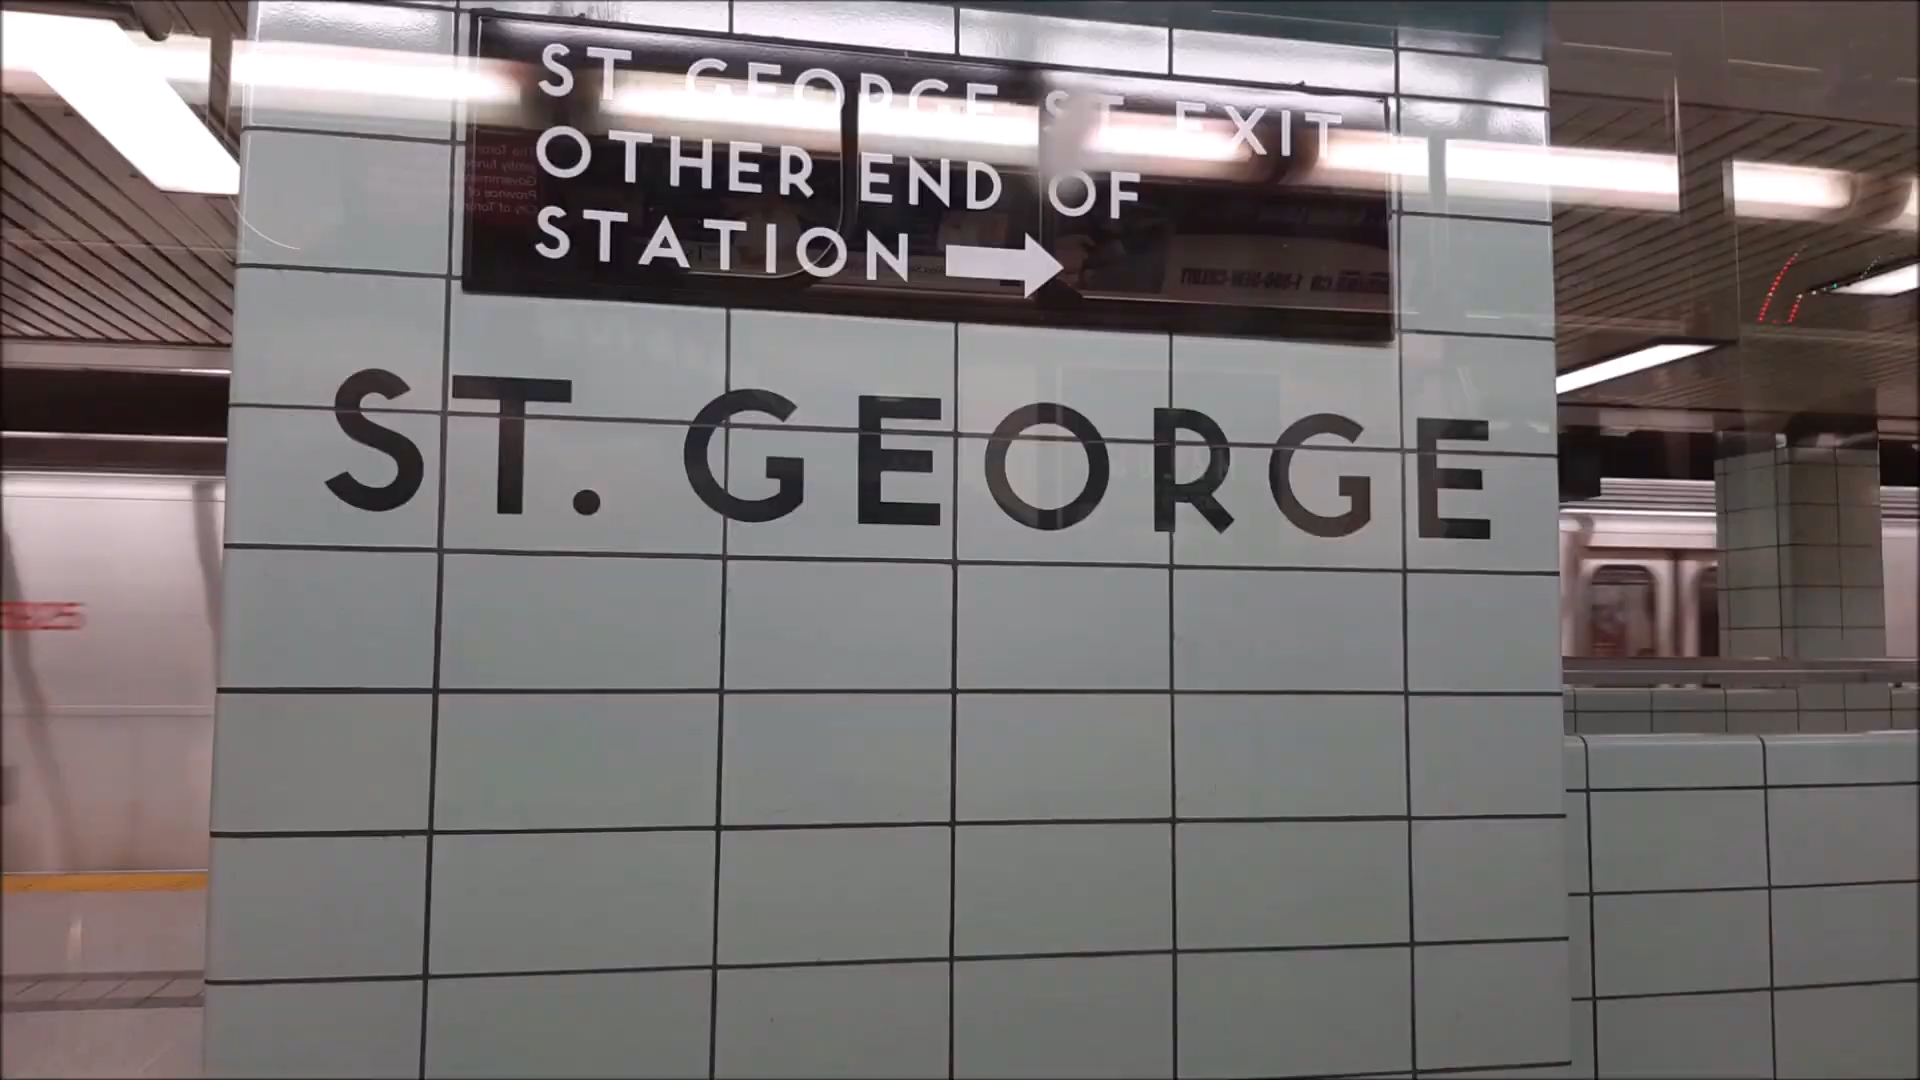 ST GEORGE ST EXIT
OTHER END OF
STATION
ST. GEORGE